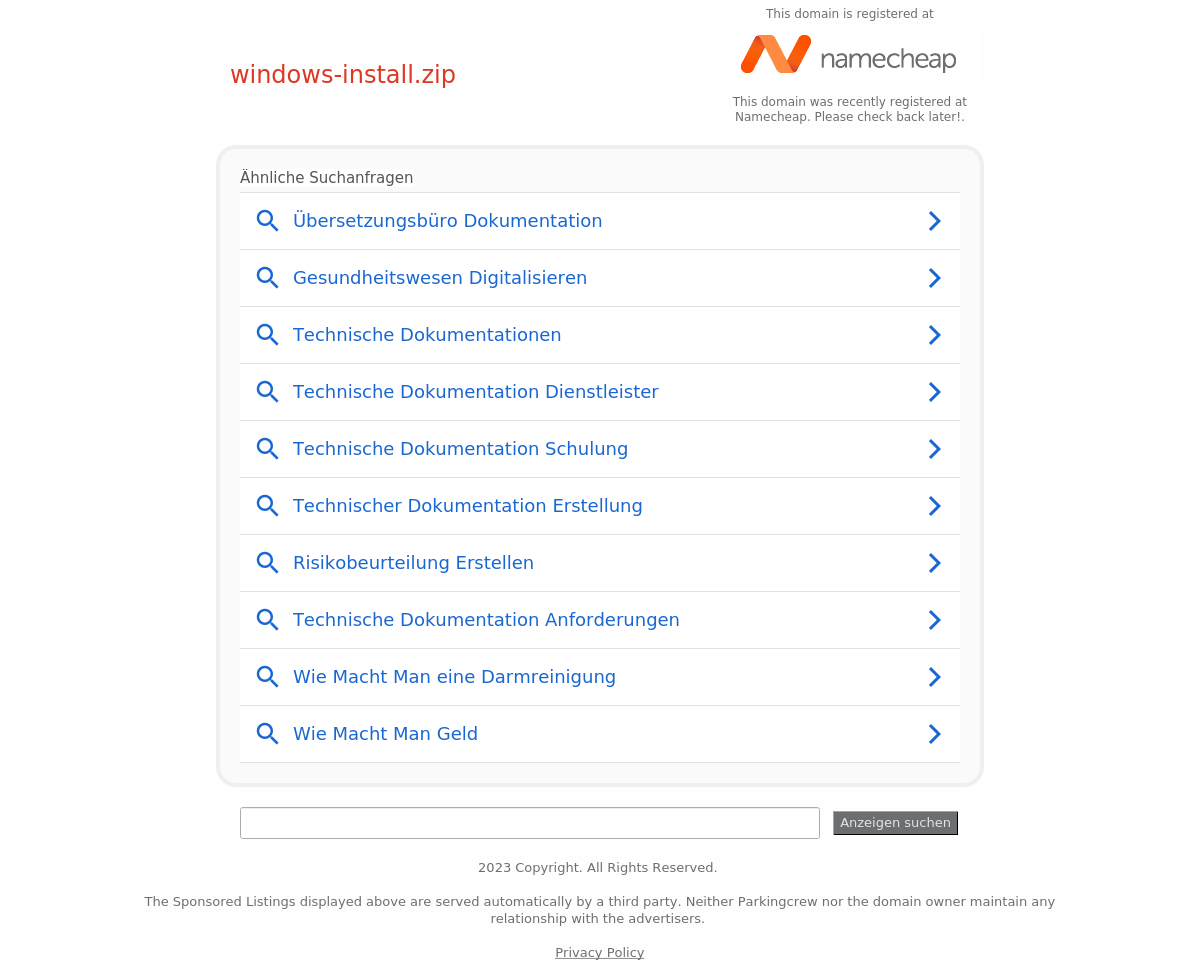 This domain is registered at
namecheap
windows-install.zip
This domain was recently registered at
Namecheap. Please check back later!.
Ähnliche Suchanfragen
Übersetzungsbüro Dokumentation
Gesundheitswesen Digitalisieren
Technische Dokumentationen
Technische Dokumentation Dienstleister
Technische Dokumentation Schulung
Technischer Dokumentation Erstellung
Risikobeurteilung Erstellen
Technische Dokumentation Anforderungen
Wie Macht Man eine Darmreinigung
Wie Macht Man Geld
Anzeigen suchen
2023 Copyright. All Rights Reserved.
The Sponsored Listings displayed above are served automatically by a third party. Neither Parkingcrew nor the domain owner maintain any
relationship with the advertisers.
Privacy Policy